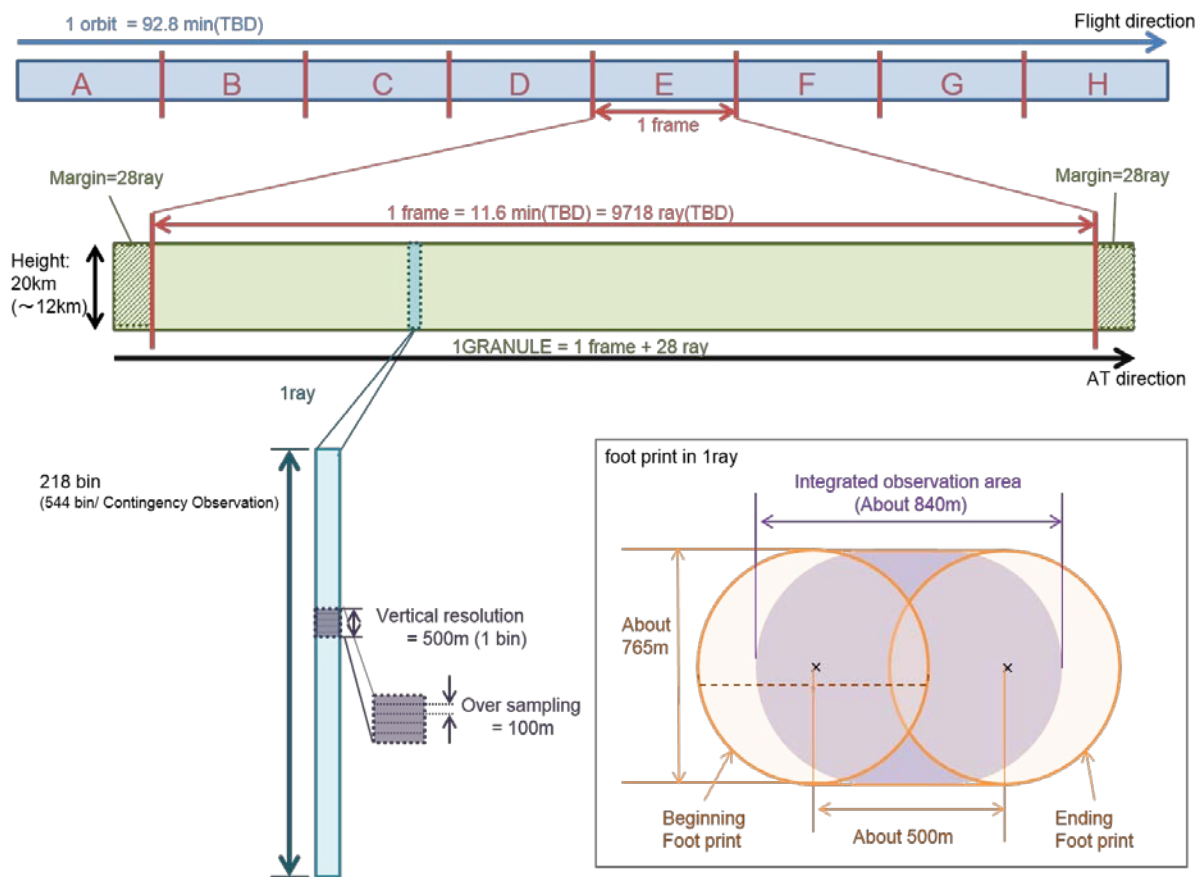 1 orbit = 92.8 min(TBD)
Flight direction
A B C D E F G H
1 frame
Margin=28ray
Margin=28ray
1 frame = 11.6 min(TBD) = 9718 ray(TBD)
Height:
20km
(～12km)
1GRANULE = 1 frame + 28 ray
AT direction
1ray
218 bin
(544 bin/ Contingency Observation)
Vertical resolution
= 500m (1 bin)
Over sampling
= 100m
foot print in 1ray
Integrated observation area
(About 840m)
About
765m
Beginning
Foot print
About 500m
Ending
Foot print